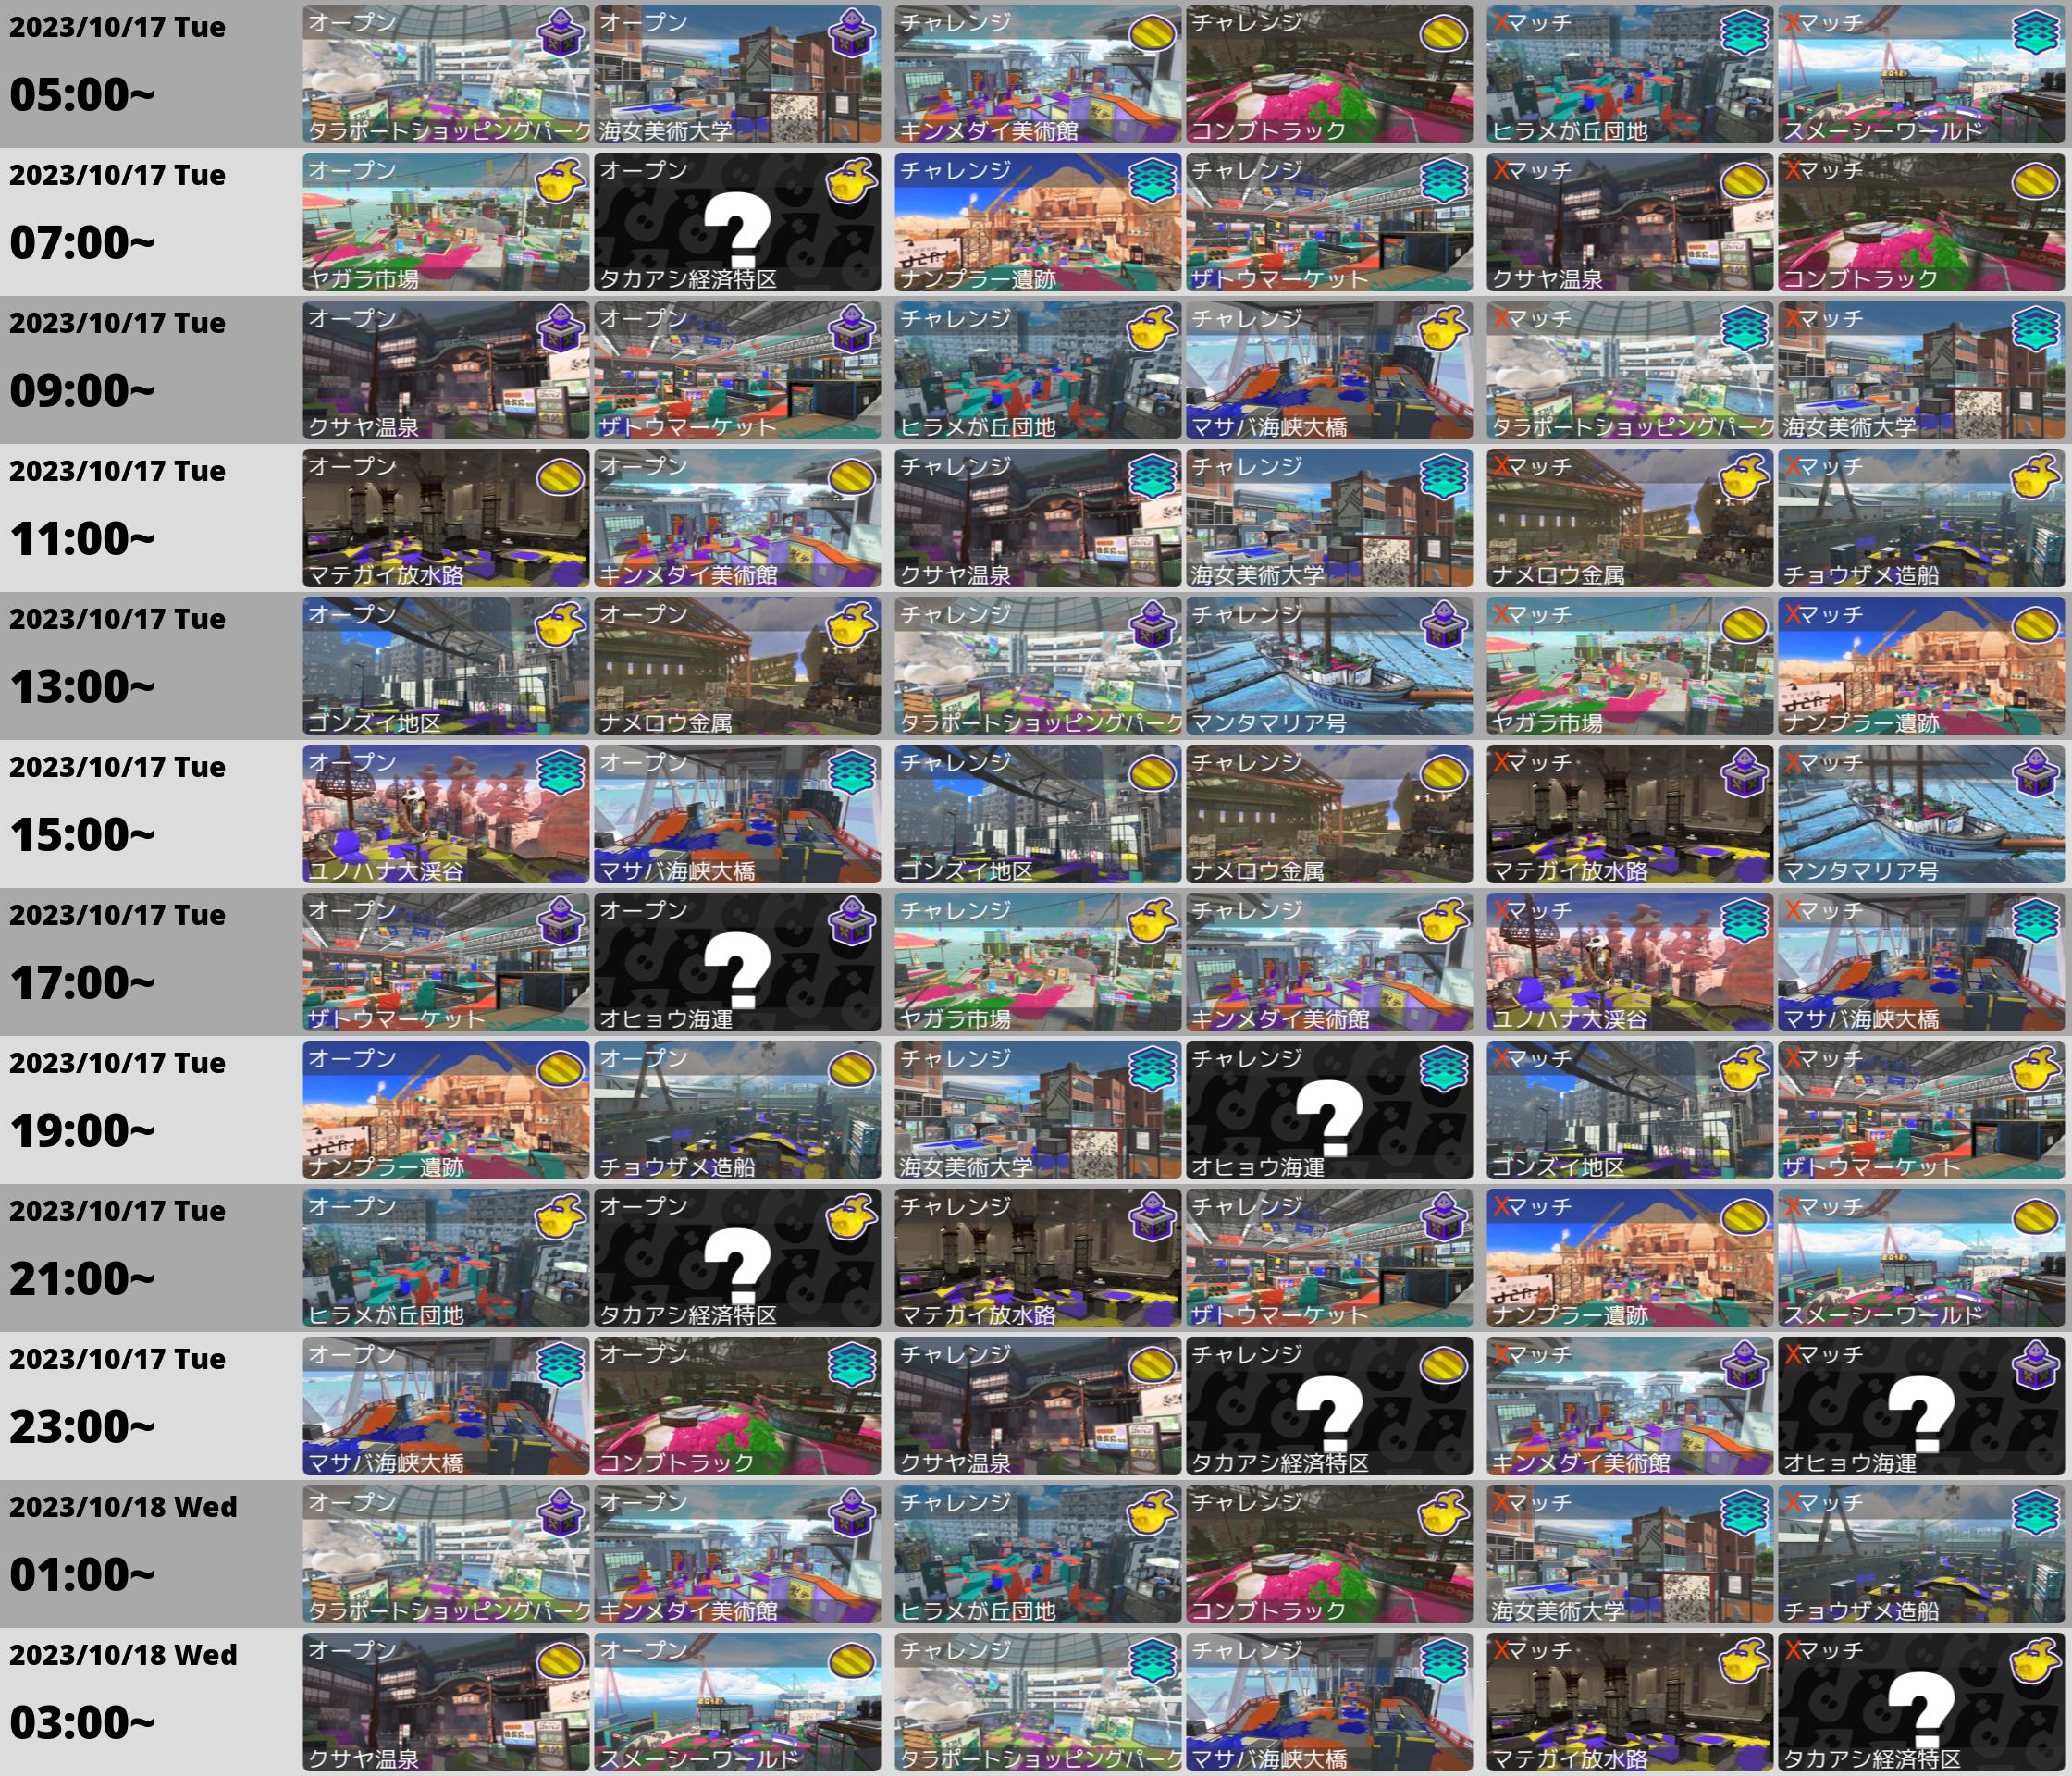 2023/10/17 Tue
05:00~
オープン
タラポートショッピングパーク
オープン
海女美術大学
チャレンジ
キンメダイ美術館
チャレンジ
コンブトラック
Xマッチ
ヒラメが丘団地
Xマッチ
スメーシーワールド
2023/10/17 Tue
07:00~
オープン
ヤガラ市場
オープン
?
タカアシ経済特区
チャレンジ
ナンプラー遺跡
チャレンジ
ザトウマーケット
Xマッチ
クサヤ温泉
Xマッチ
コンブトラック
2023/10/17 Tue
09:00~
オープン
クサヤ温泉
オープン
ザトウマーケット
チャレンジ
ヒラメが丘団地
チャレンジ
マサバ海峡大橋
Xマッチ
タラポートショッピングパーク
Xマッチ
海女美術大学
2023/10/17 Tue
11:00~
オープン
マテガイ放水路
オープン
キンメダイ美術館
チャレンジ
クサヤ温泉
チャレンジ
海女美術大学
Xマッチ
ナメロウ金属
Xマッチ
チョウザメ造船
2023/10/17 Tue
13:00~
オープン
ゴンズイ地区
オープン
ナメロウ金属
チャレンジ
タラポートショッピングパーク
チャレンジ
マンタマリア号
Xマッチ
ヤガラ市場
Xマッチ
ナンプラー遺跡
2023/10/17 Tue
15:00~
オープン
ユノハナ大渓谷
オープン
マサバ海峡大橋
チャレンジ
ゴンズイ地区
チャレンジ
ナメロウ金属
Xマッチ
マテガイ放水路
Xマッチ
マンタマリア号
2023/10/17 Tue
17:00~
オープン
ザトウマーケット
オープン
?
オヒョウ海運
チャレンジ
ヤガラ市場
チャレンジ
キンメダイ美術館
Xマッチ
ユノハナ大渓谷
Xマッチ
マサバ海峡大橋
2023/10/17 Tue
19:00~
オープン
ナンプラー遺跡
オープン
チョウザメ造船
チャレンジ
海女美術大学
チャレンジ
?
オヒョウ海運
Xマッチ
ゴンズイ地区
Xマッチ
ザトウマーケット
2023/10/17 Tue
21:00~
オープン
ヒラメが丘団地
オープン
?
タカアシ経済特区
チャレンジ
マテガイ放水路
チャレンジ
ザトウマーケット
Xマッチ
ナンプラー遺跡
Xマッチ
スメーシーワールド
2023/10/17 Tue
23:00~
オープン
マサバ海峡大橋
オープン
コンブトラック
チャレンジ
クサヤ温泉
チャレンジ
?
タカアシ経済特区
Xマッチ
キンメダイ美術館
Xマッチ
?
オヒョウ海運
2023/10/18 Wed
01:00~
オープン
タラポートショッピングパーク
オープン
キンメダイ美術館
チャレンジ
ヒラメが丘団地
チャレンジ
コンブトラック
Xマッチ
海女美術大学
Xマッチ
チョウザメ造船
2023/10/18 Wed
03:00~
オープン
クサヤ温泉
オープン
スメーシーワールド
チャレンジ
タラポートショッピングパーク
チャレンジ
マサバ海峡大橋
Xマッチ
マテガイ放水路
Xマッチ
?
タカアシ経済特区